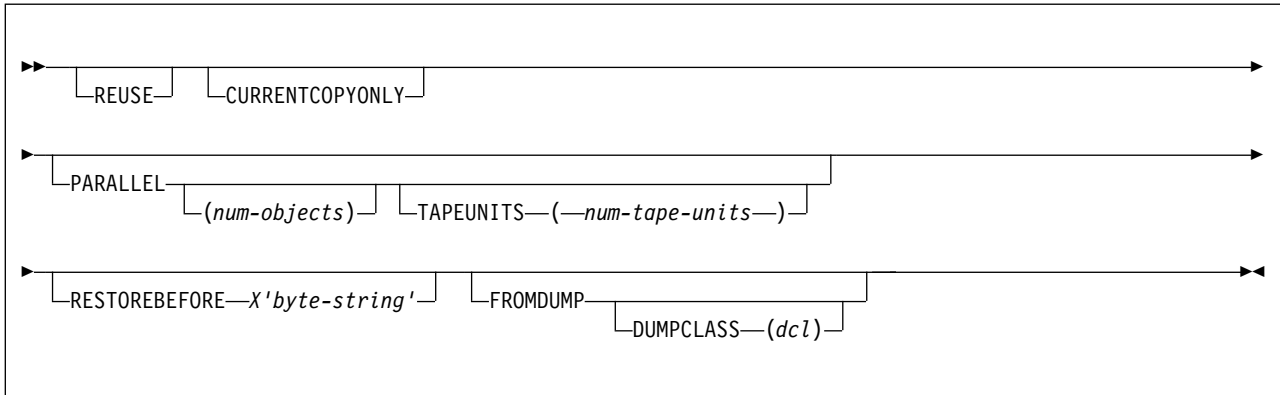 REUSE CURRENTCOPYONLY
PARALLEL
(num-objects) TAPEUNITS ( num-tape-units )
RESTOREBEFORE X'byte-string' FROMDUMP
DUMPCLASS (dcl)